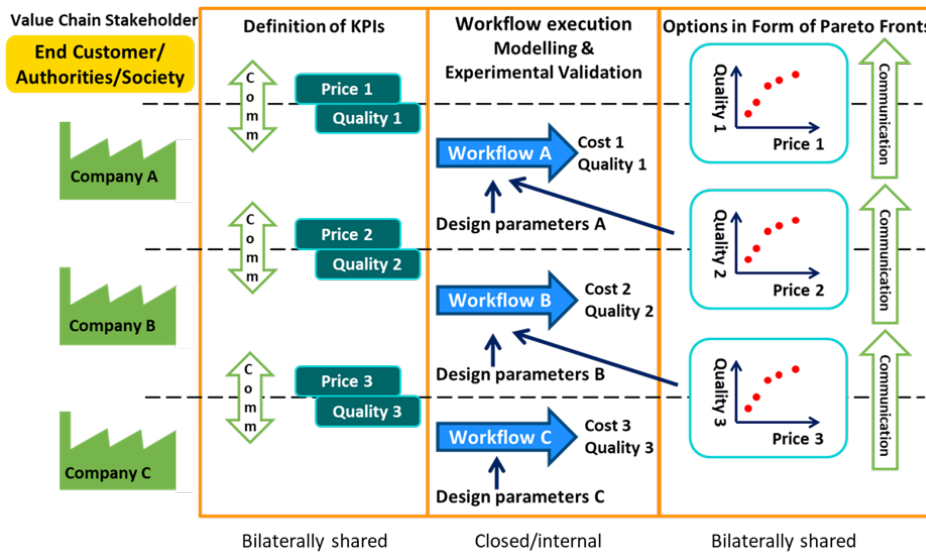 Value Chain Stakeholder
End Customer/
Authorities/Society
Company A
Company B
Company C
Definition of KPIs
Comm
Price 1
Quality 1
Comm
Price 2
Quality 2
Comm
Price 3
Quality 3
Bilaterally shared
Workflow execution
Modelling &
Experimental Validation
Workflow A
Cost 1
Quality 1
Design parameters A
Workflow B
Cost 2
Quality 2
Design parameters B
Workflow C
Cost 3
Quality 3
Design parameters C
Closed/internal
Options in Form of Pareto Fronts
Quality 1
Price 1
Communication
Quality 2
Price 2
Communication
Quality 3
Price 3
Communication
Bilaterally shared